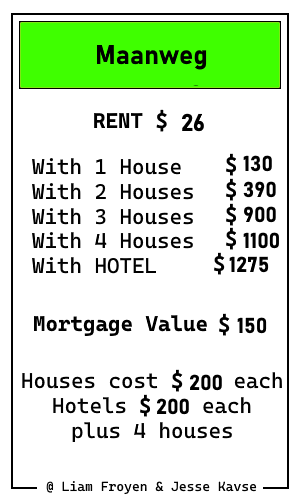 Maanweg
RENT $ 26
With 1 House $ 130
With 2 Houses $ 390
With 3 Houses $ 900
With 4 Houses $ 1100
With HOTEL $ 1275
Mortgage Value $ 150
Houses cost $ 200 each
Hotels $ 200 each
plus 4 houses
@ Liam Froyen & Jesse Kavse